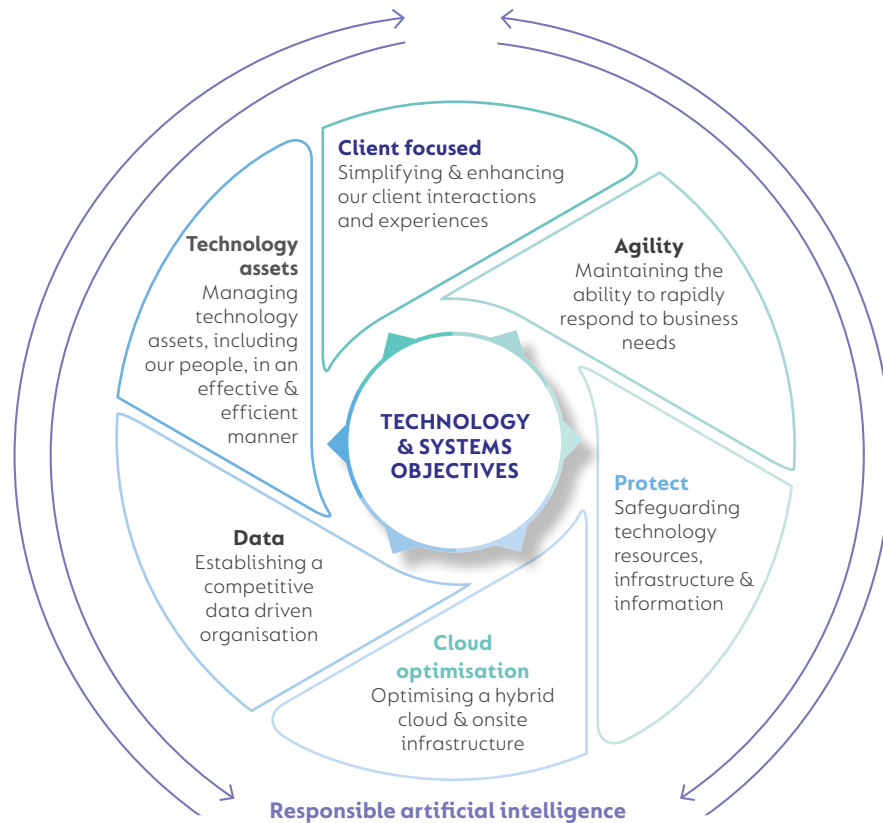 Client focused
Simplifying & enhancing
our client interactions
and experiences
Agility
Maintaining the
ability to rapidly
respond to business
needs
Protect
Safeguarding
technology
resources,
infrastructure &
information
Cloud
optimisation
Optimising a hybrid
cloud & onsite
infrastructure
Data
Establishing a
competitive
data driven
organisation
Technology
assets
Managing
technology
assets, including
our people, in an
effective &
efficient
manner
TECHNOLOGY
& SYSTEMS
OBJECTIVES
Responsible artificial intelligence